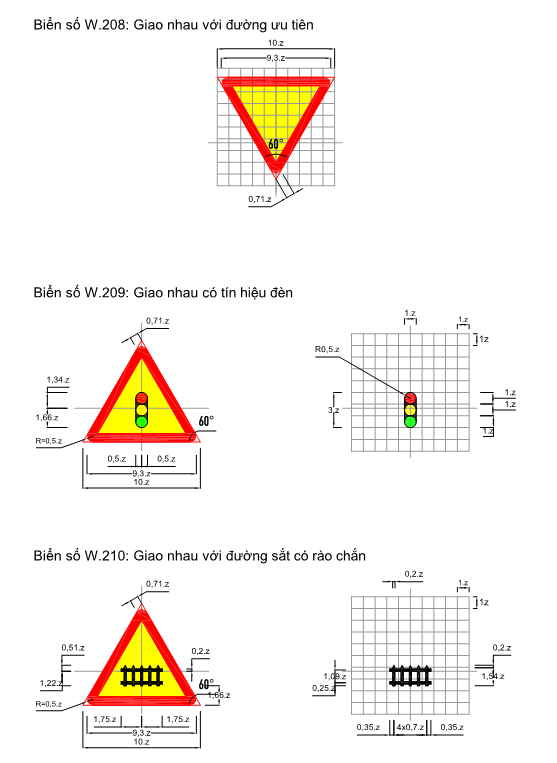 Biển số W.208: Giao nhau với đường ưu tiên
10.z
9,3.z
60°
0,71.z
Biển số W.209: Giao nhau có tín hiệu đèn
0,71.z
1,34.z
1,66.z
60°
R=0,5.z
0,5.z 0,5.z
9,3.z
10.z
1.z 1.z
1z
R0,5.z
3.z
1.z
1.z
1.z
Biển số W.210: Giao nhau với đường sắt có rào chắn
0,71.z
0,51.z
0,2.z
1,22.z
60°
1,66.z
R=0,5.z
1,75.z 1,75.z
9,3.z
10.z
0,2.z
1.z
1z
0,2.z
1,09.z
1,54.z
0,25.z
0,35.z 4x0,7.z 0,35.z